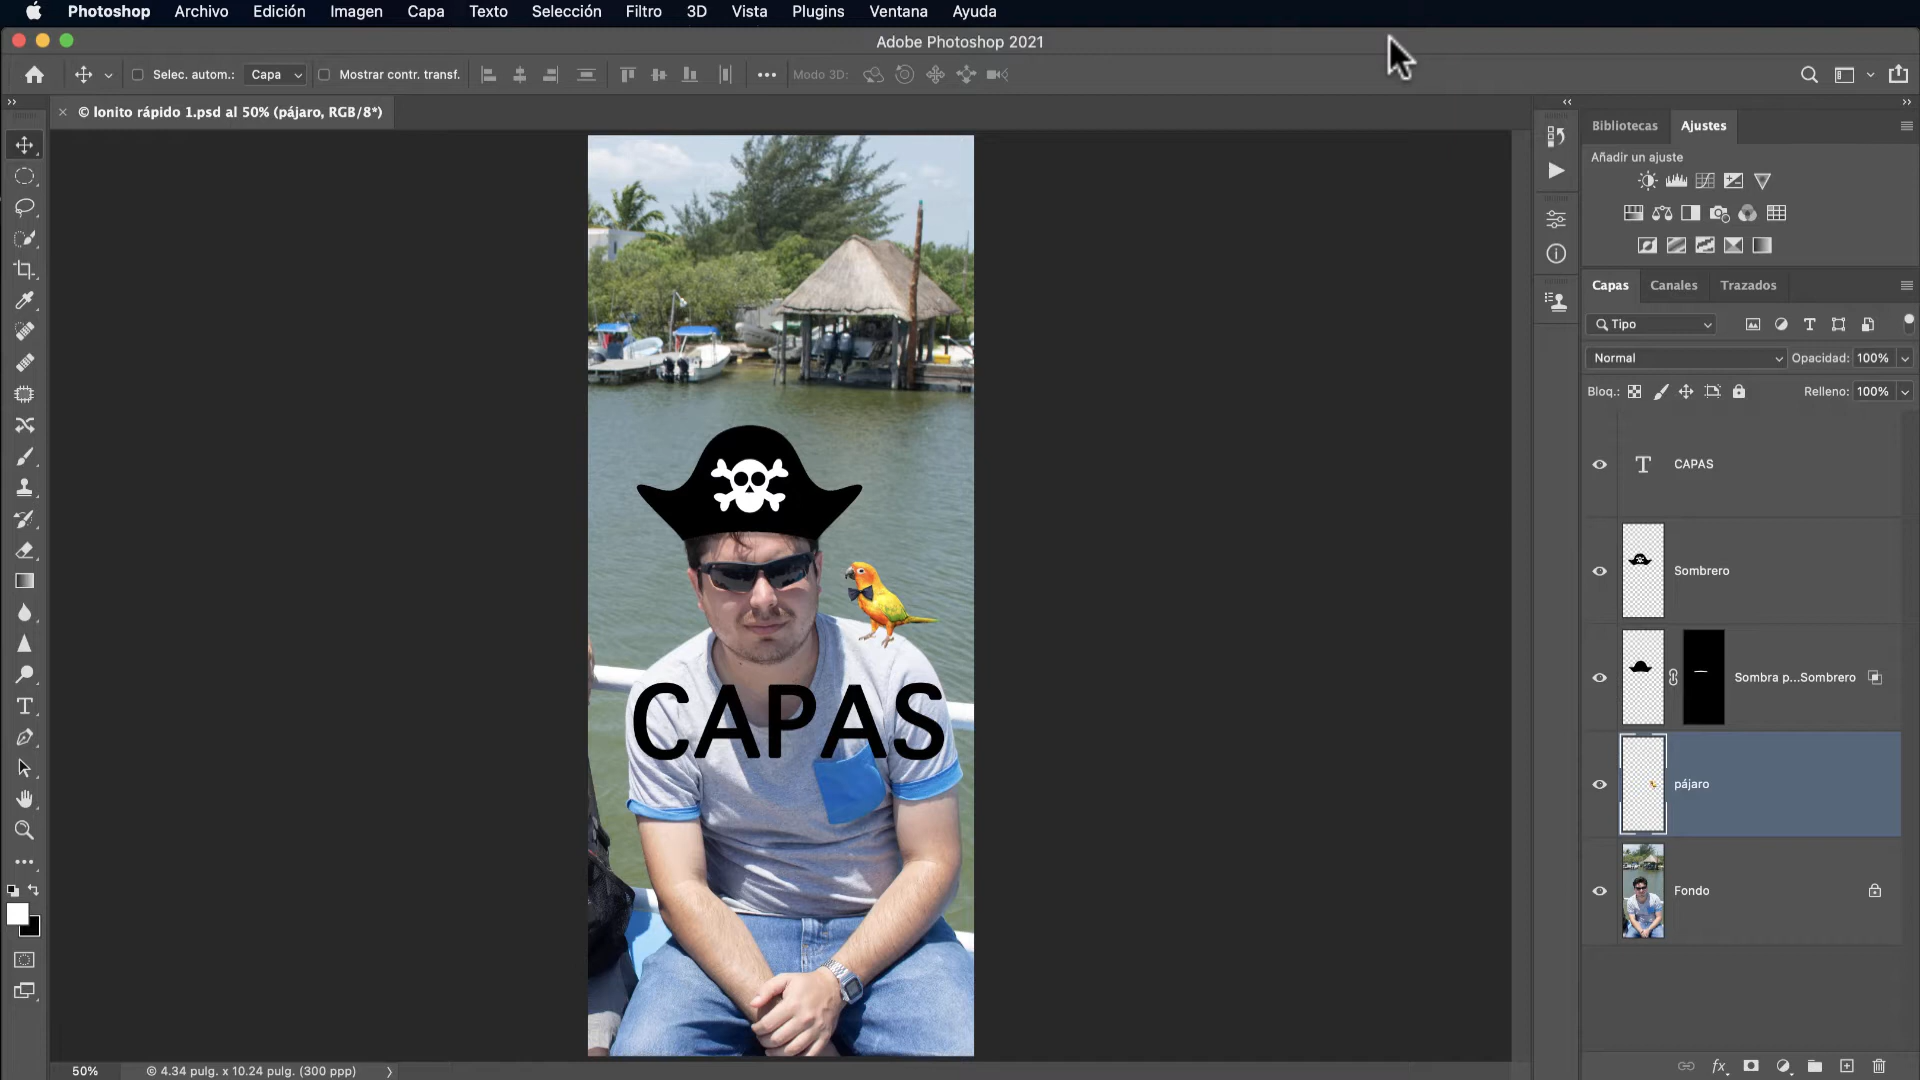 Photoshop Archivo Edición Imagen Capa Texto Selección Filtro 3D Vista Plugins Ventana Ayuda
Adobe Photoshop 2021
Selec. autom.: Capa Mostrar contr. transf. Modo 3D:
© lonito rápido 1.psd al 50% (pájaro, RGB/8*)
Bibliotecas Ajustes
Añadir un ajuste
Capas Canales Trazados
Tipo
Normal Opacidad: 100%
Bloq.: Relleno: 100%
CAPAS
Sombrero
Sombra p...Sombrero
pájaro
Fondo
CAPAS
50% © 4.34 pulg. x 10.24 pulg. (300 ppp)